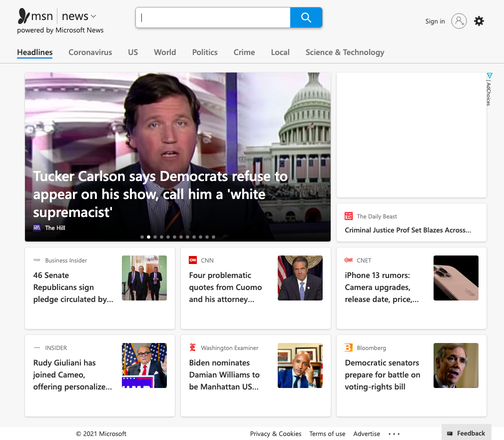 msn news
powered by Microsoft News
Sign in
Headlines Coronavirus US World Politics Crime Local Science & Technology
AdChoices
Tucker Carlson says Democrats refuse to
appear on his show, call him a 'white
supremacist'
The Hill
The Daily Beast
Criminal Justice Prof Set Blazes Across...
Business Insider
46 Senate
Republicans sign
pledge circulated by...
CNN
Four problematic
quotes from Cuomo
and his attorney...
CNET
iPhone 13 rumors:
Camera upgrades,
release date, price,...
INSIDER
Rudy Giuliani has
joined Cameo,
offering personalize...
Washington Examiner
Biden nominates
Damian Williams to
be Manhattan US...
Bloomberg
Democratic senators
prepare for battle on
voting-rights bill
© 2021 Microsoft Privacy & Cookies Terms of use Advertise ... Feedback